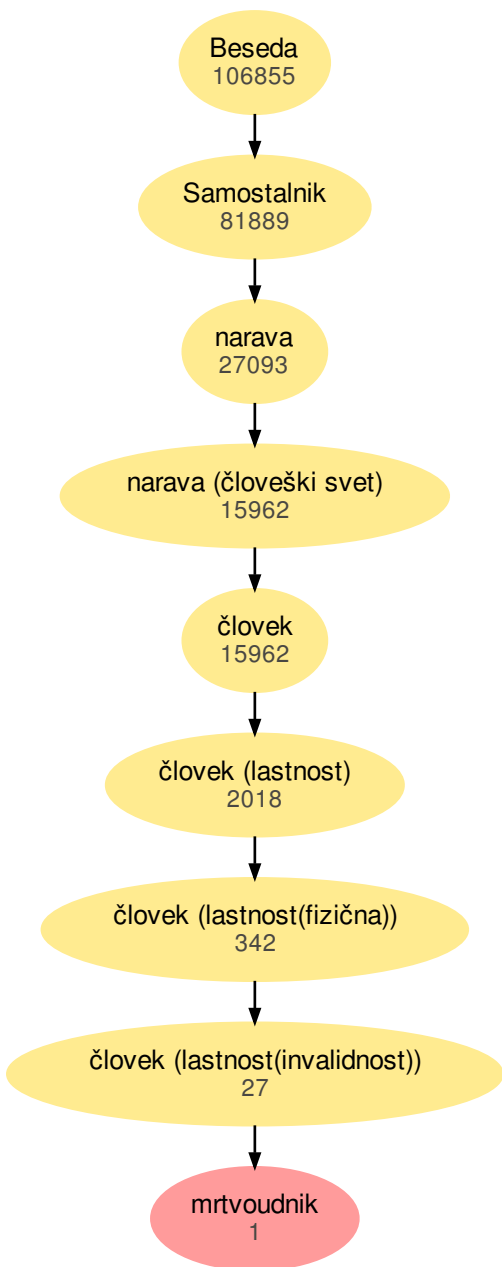 Beseda
106855
Samostalnik
81889
narava
27093
narava (človeški svet)
15962
človek
15962
človek (lastnost)
2018
človek (lastnost(fizična))
342
človek (lastnost(invalidnost))
27
mrtvoudnik
1